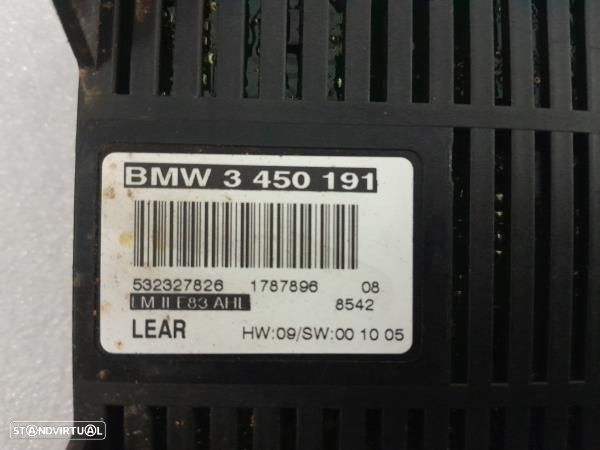 BMW 3 450 191
532327826 1787896 08
LM II E83 AHL 8542
LEAR HW:09/SW:00 10 05
STANDVIRTUAL